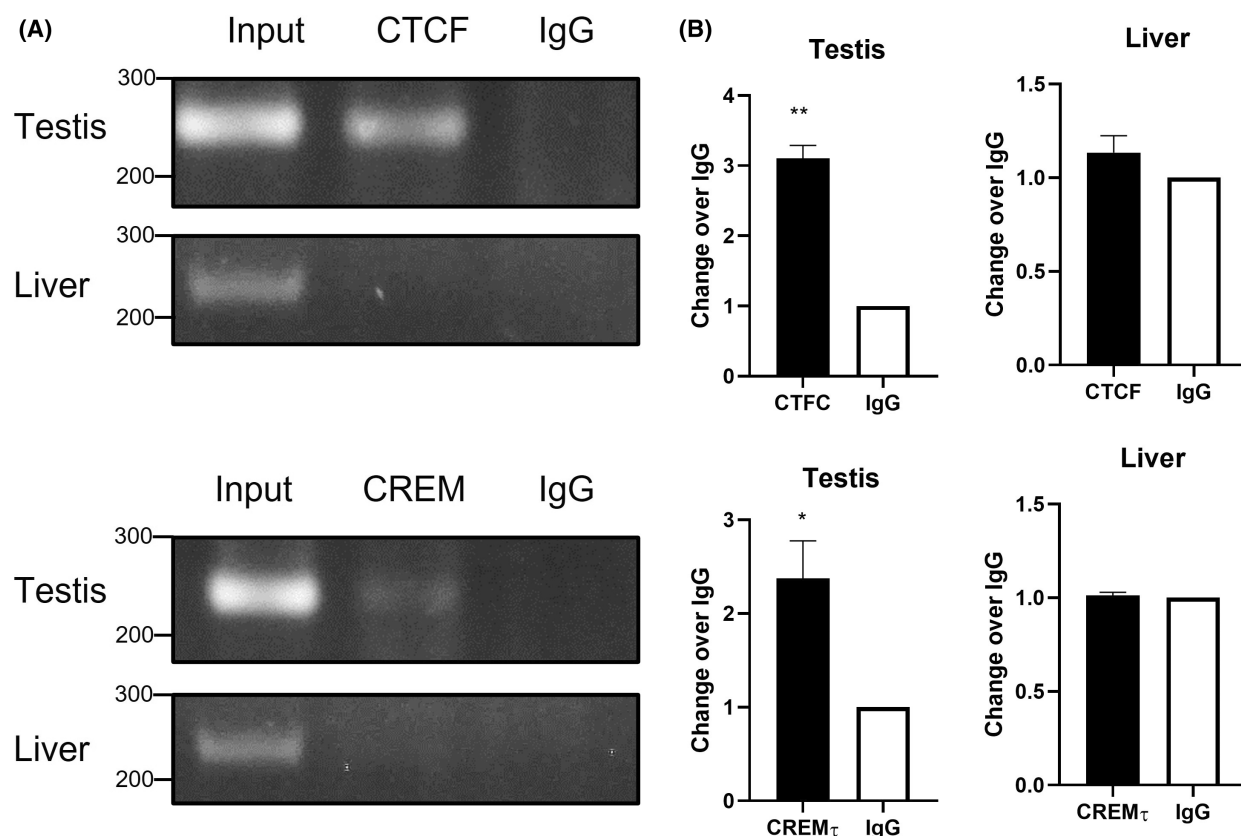 (A)
Input CTCF IgG
300
Testis
200
300
Liver
200
Input CREM IgG
300
Testis
200
300
Liver
200
(B)
Testis
4
3
2
1
0
Change over IgG
**
CTFC IgG
Liver
1.5
1.0
0.5
0.0
Change over IgG
CTCF IgG
Testis
3
2
1
0
Change over IgG
*
CREMτ IgG
Liver
1.5
1.0
0.5
0.0
Change over IgG
CREMτ IgG